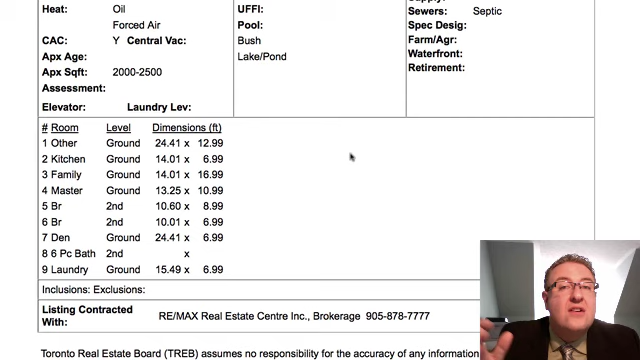 Heat: Oil
Forced Air
CAC: Y Central Vac:
Apx Age:
Apx Sqft: 2000-2500
Assessment:
Elevator: Laundry Lev:
UFFI:
Pool:
Bush
Lake/Pond
Sewers: Septic
Spec Desig:
Farm/Agr:
Waterfront:
Retirement:
# Room Level Dimensions (ft)
1 Other Ground 24.41 x 12.99
2 Kitchen Ground 14.01 x 6.99
3 Family Ground 14.01 x 16.99
4 Master Ground 13.25 x 10.99
5 Br 2nd 10.60 x 8.99
6 Br 2nd 10.01 x 6.99
7 Den Ground 24.41 x 6.99
8 6 Pc Bath 2nd x
9 Laundry Ground 15.49 x 6.99
Inclusions: Exclusions:
Listing Contracted With: RE/MAX Real Estate Centre Inc., Brokerage 905-878-7777
Toronto Real Estate Board (TREB) assumes no responsibility for the accuracy of any information